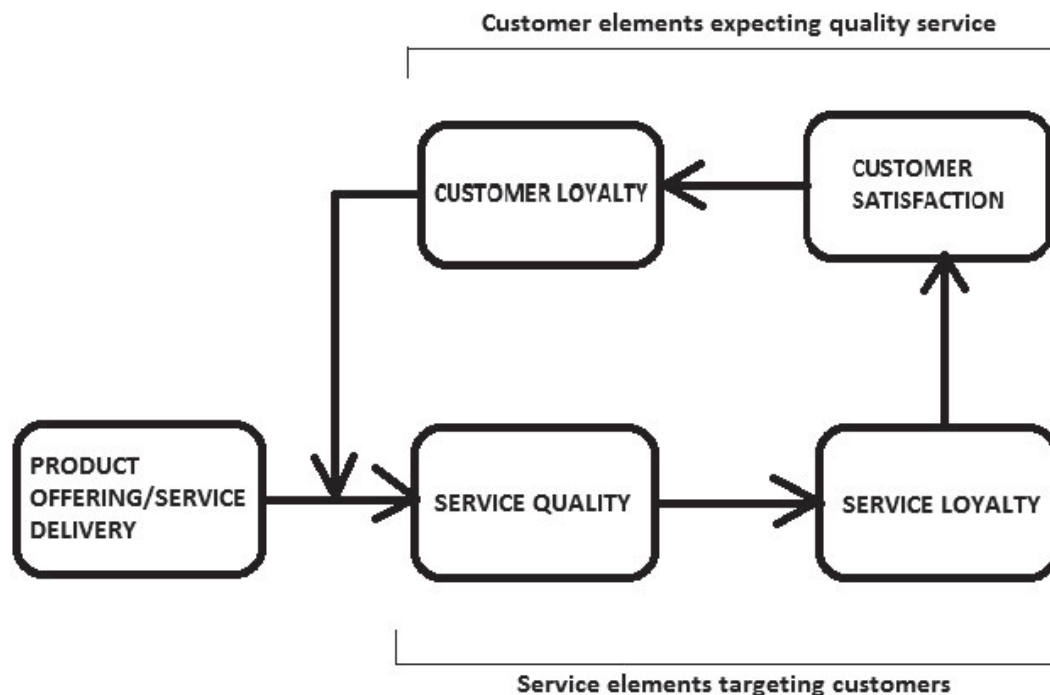 Customer elements expecting quality service
CUSTOMER LOYALTY
CUSTOMER
SATISFACTION
PRODUCT
OFFERING/SERVICE
DELIVERY
SERVICE QUALITY
SERVICE LOYALTY
Service elements targeting customers